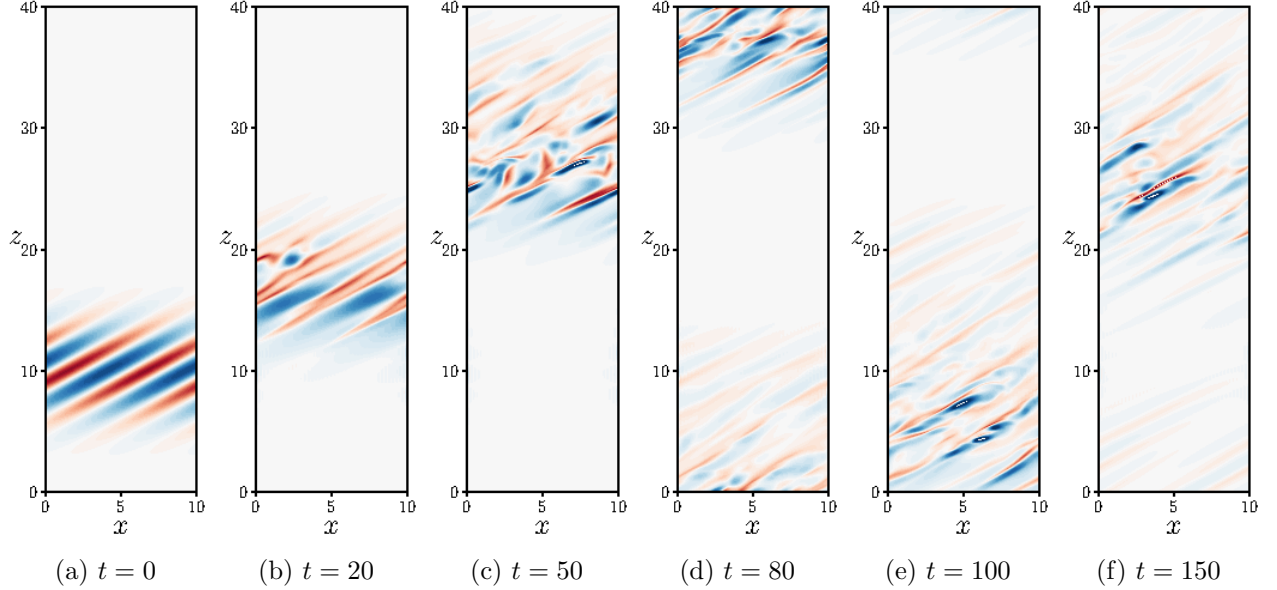 40 40 40 40 40 40
30 30 30 30 30 30
z z z z z z
20 20 20 20 20 20
10 10 10 10 10 10
0 0 0 0 0 0
0 5 10 0 5 10 0 5 10 0 5 10 0 5 10 0 5 10
x x x x x x
(a) t = 0 (b) t = 20 (c) t = 50 (d) t = 80 (e) t = 100 (f) t = 150